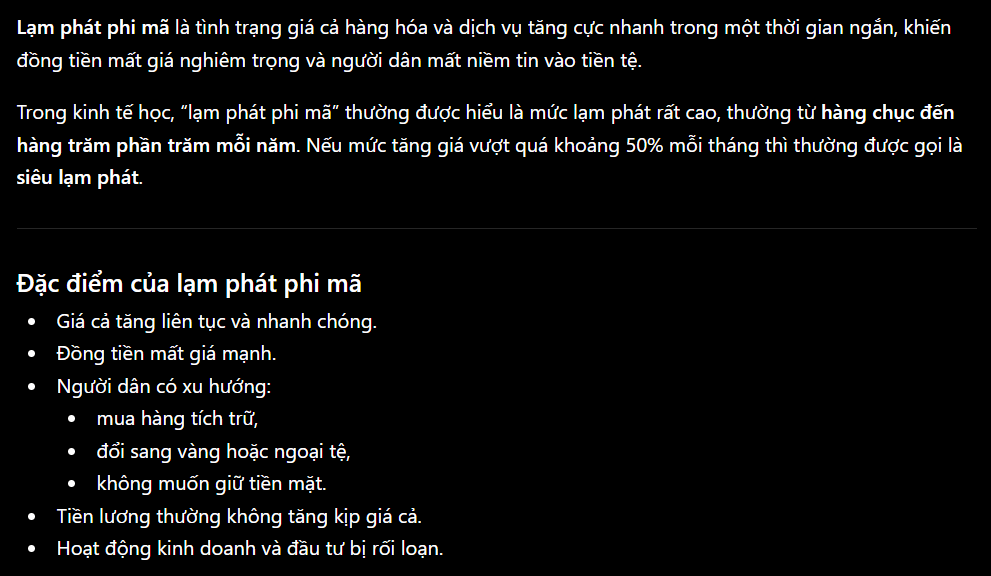 Lạm phát phi mã là tình trạng giá cả hàng hóa và dịch vụ tăng cực nhanh trong một thời gian ngắn, khiến
đồng tiền mất giá nghiêm trọng và người dân mất niềm tin vào tiền tệ.
Trong kinh tế học, “lạm phát phi mã” thường được hiểu là mức lạm phát rất cao, thường từ hàng chục đến
hàng trăm phần trăm mỗi năm. Nếu mức tăng giá vượt quá khoảng 50% mỗi tháng thì thường được gọi là
siêu lạm phát.
Đặc điểm của lạm phát phi mã
• Giá cả tăng liên tục và nhanh chóng.
• Đồng tiền mất giá mạnh.
• Người dân có xu hướng:
• mua hàng tích trữ,
• đổi sang vàng hoặc ngoại tệ,
• không muốn giữ tiền mặt.
• Tiền lương thường không tăng kịp giá cả.
• Hoạt động kinh doanh và đầu tư bị rối loạn.